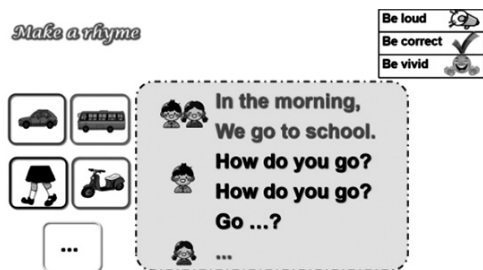 Make a rhyme
Be loud
Be correct
Be vivid
In the morning,
We go to school.
How do you go?
How do you go?
Go ...?
...
...